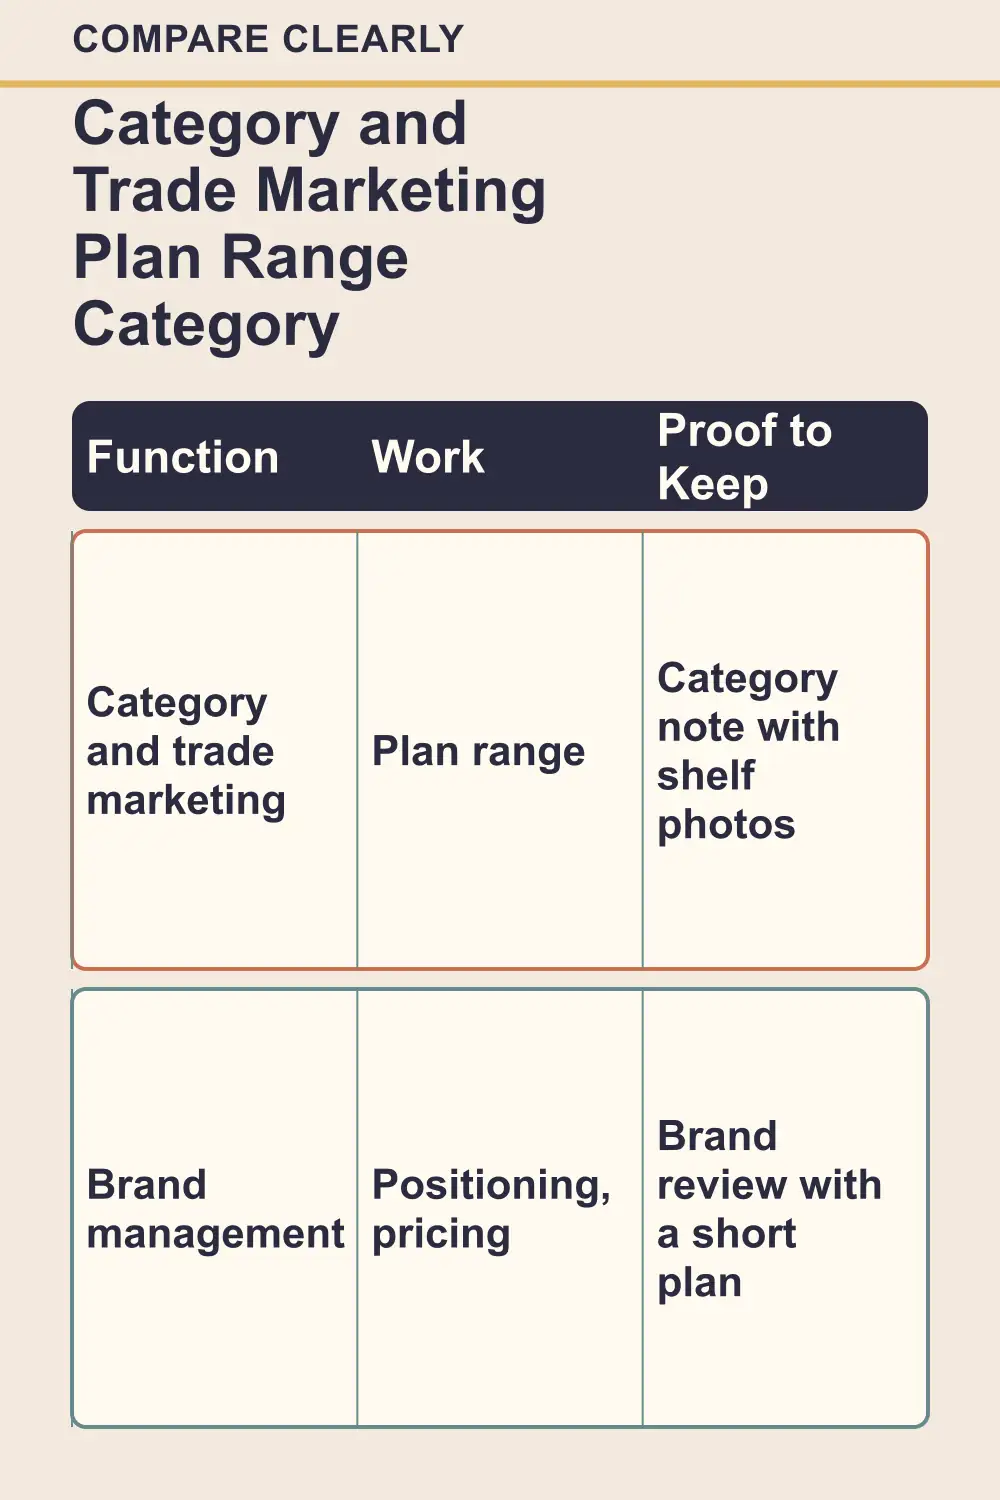 COMPARE CLEARLY
Category and
Trade Marketing
Plan Range
Category
Function
Work
Proof to
Keep
Category
and trade
marketing
Plan range
Category
note with
shelf
photos
Brand
management
Positioning,
pricing
Brand
review with
a short
plan